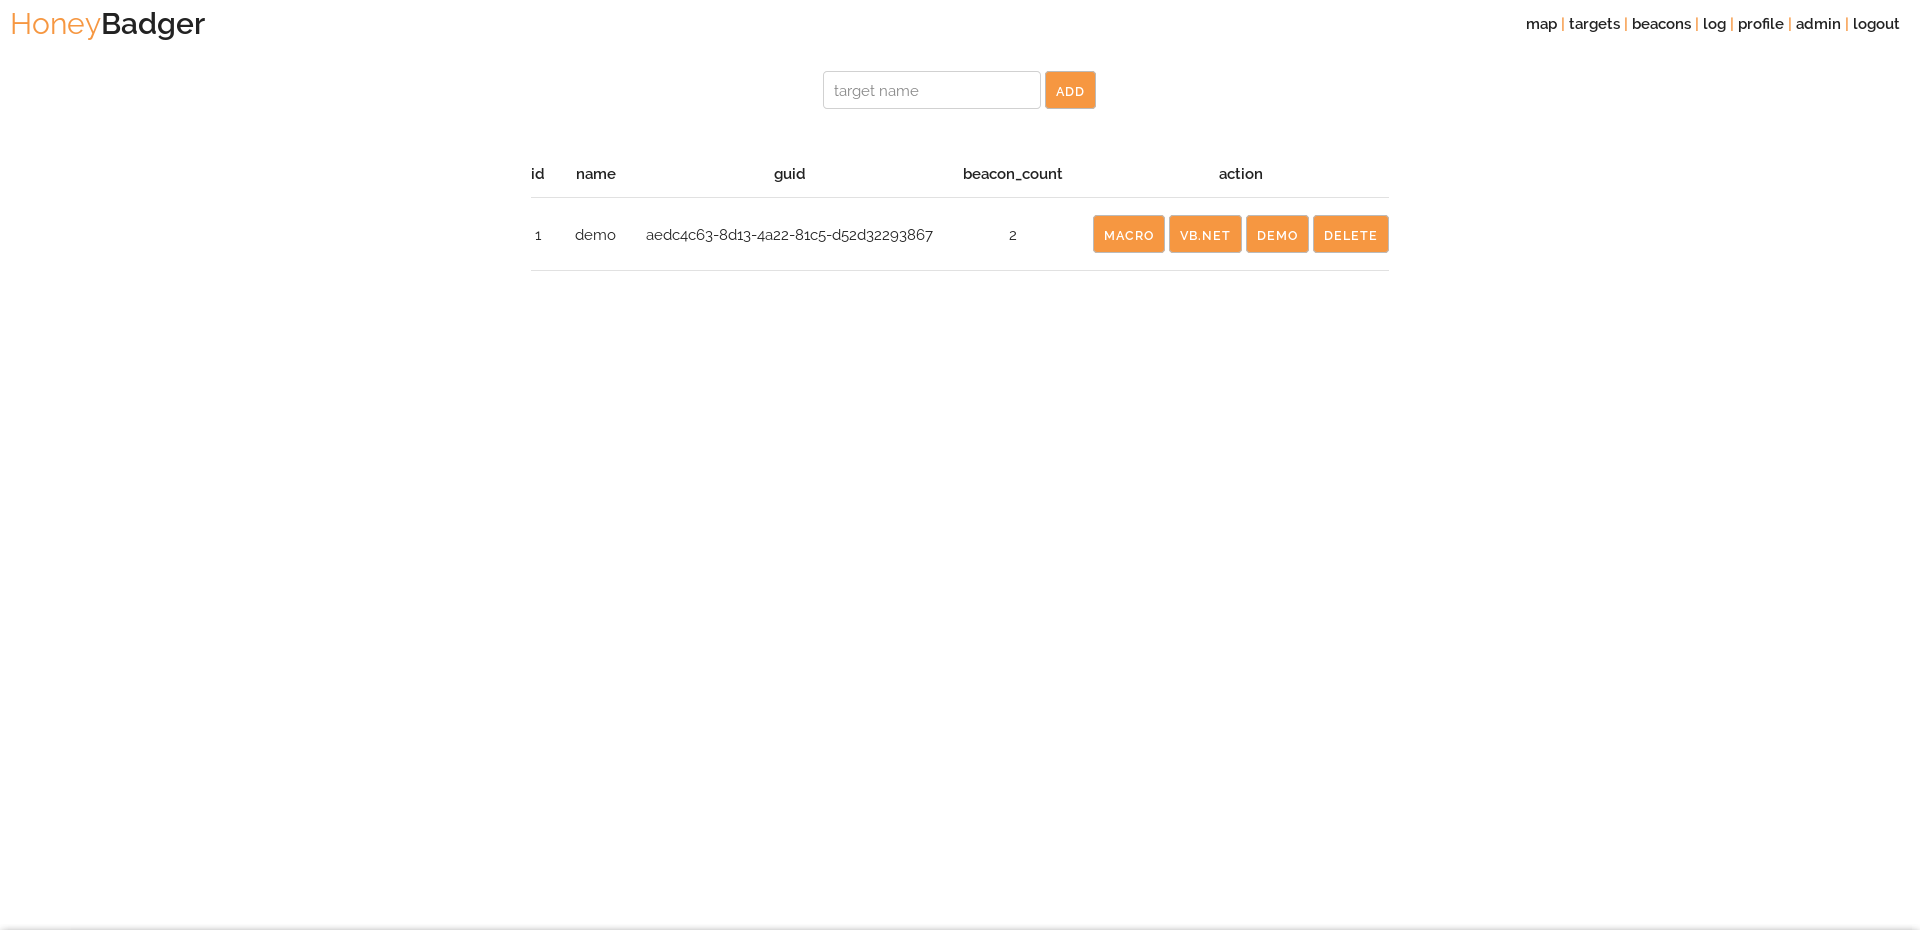 HoneyBadger
map | targets | beacons | log | profile | admin | logout
target name ADD
id name guid beacon_count action
1 demo aedc4c63-8d13-4a22-81c5-d52d32293867 2 MACRO VB.NET DEMO DELETE